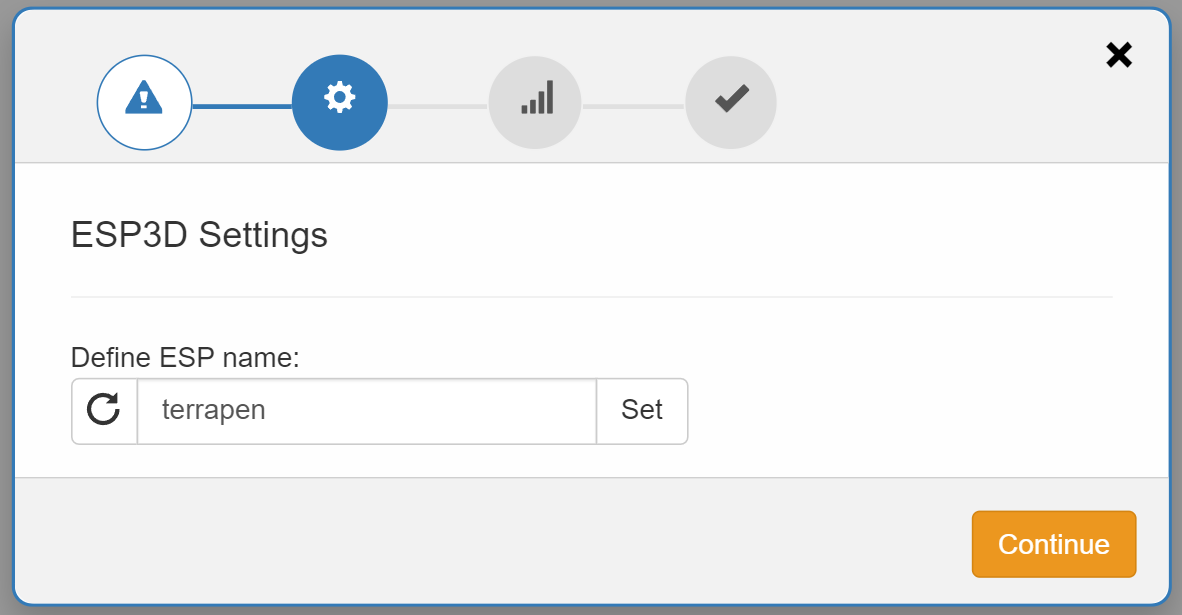 ESP3D Settings
Define ESP name:
terrapen
Set
Continue